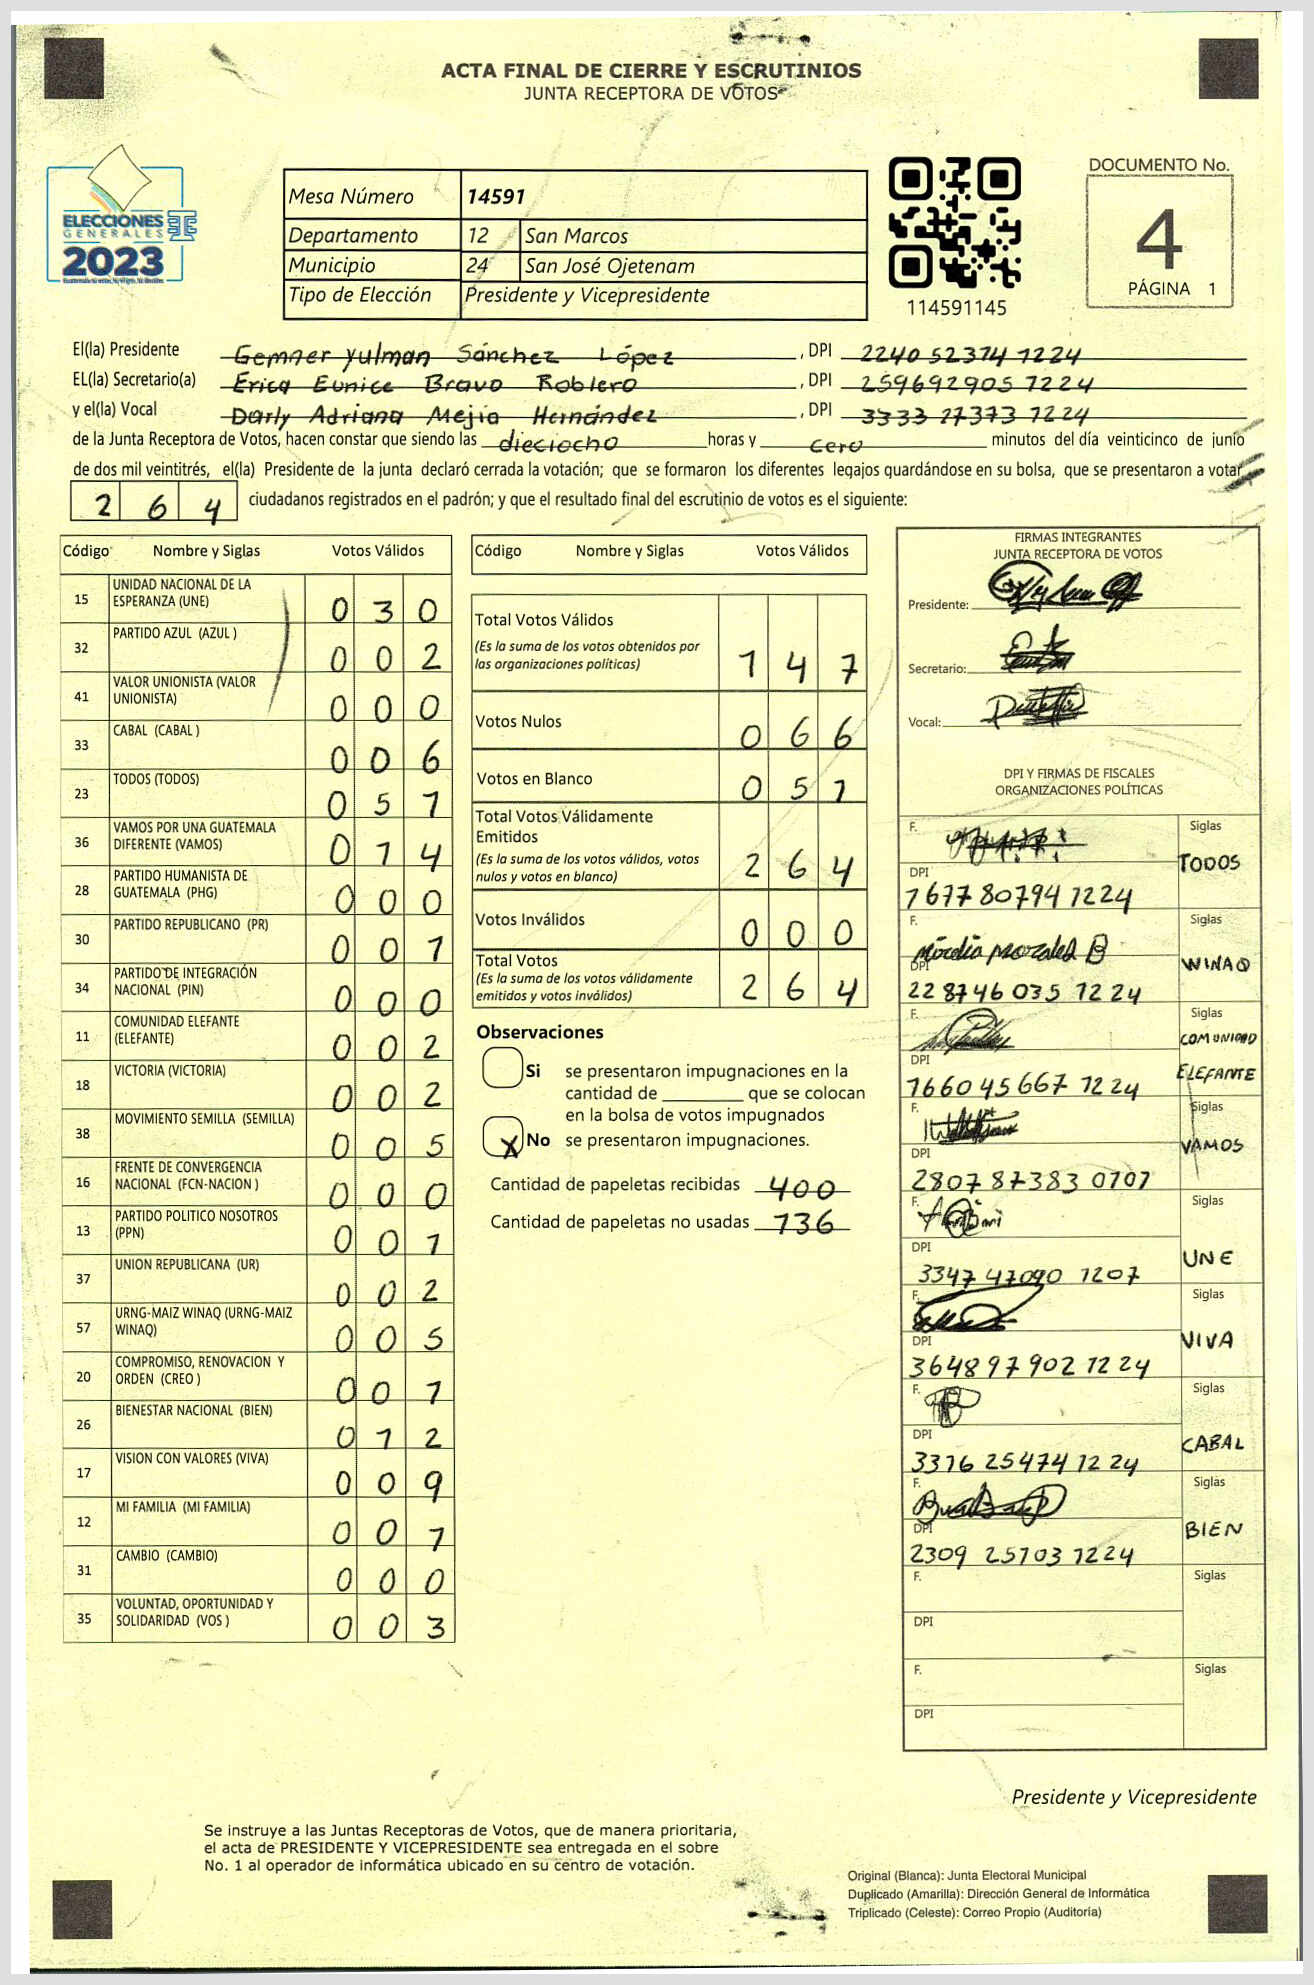 ACTA FINAL DE CIERRE Y ESCRUTINIOS
JUNTA RECEPTORA DE VOTOS
ELECCIONES
GENERALES
2023
Mesa Número 14591
Departamento 12 San Marcos
Municipio 24 San José Ojetenam
Tipo de Elección Presidente y Vicepresidente
114591145
DOCUMENTO No.
4
PÁGINA 1
El(la) Presidente Gemner Yulman Sánchez López, DPI 2240 52374 1224
EL(la) Secretario(a) Erica Eunice Bravo Roblero, DPI 259692905 1224
y el(la) Vocal Darly Adriana Mejía Hernández, DPI 3333 27373 1224
de la Junta Receptora de Votos, hacen constar que siendo las dieciocho horas y cero minutos del día veinticinco de junio
de dos mil veintitrés, el(la) Presidente de la junta declaró cerrada la votación; que se formaron los diferentes legajos guardándose en su bolsa, que se presentaron a votar,
2 6 4 ciudadanos registrados en el padrón; y que el resultado final del escrutinio de votos es el siguiente:
Código Nombre y Siglas Votos Válidos
15 UNIDAD NACIONAL DE LA ESPERANZA (UNE) 0 3 0
32 PARTIDO AZUL (AZUL) 0 0 2
41 VALOR UNIONISTA (VALOR UNIONISTA) 0 0 0
33 CABAL (CABAL) 0 0 6
23 TODOS (TODOS) 0 5 1
36 VAMOS POR UNA GUATEMALA DIFERENTE (VAMOS) 0 1 4
28 PARTIDO HUMANISTA DE GUATEMALA (PHG) 0 0 0
30 PARTIDO REPUBLICANO (PR) 0 0 1
34 PARTIDO DE INTEGRACIÓN NACIONAL (PIN) 0 0 0
11 COMUNIDAD ELEFANTE (ELEFANTE) 0 0 2
18 VICTORIA (VICTORIA) 0 0 2
38 MOVIMIENTO SEMILLA (SEMILLA) 0 0 5
16 FRENTE DE CONVERGENCIA NACIONAL (FCN-NACION) 0 0 0
13 PARTIDO POLITICO NOSOTROS (PPN) 0 0 1
37 UNION REPUBLICANA (UR) 0 0 2
57 URNG-MAIZ WINAQ (URNG-MAIZ WINAQ) 0 0 5
20 COMPROMISO, RENOVACION Y ORDEN (CREO) 0 0 1
26 BIENESTAR NACIONAL (BIEN) 0 1 2
17 VISION CON VALORES (VIVA) 0 0 9
12 MI FAMILIA (MI FAMILIA) 0 0 1
31 CAMBIO (CAMBIO) 0 0 0
35 VOLUNTAD, OPORTUNIDAD Y SOLIDARIDAD (VOS) 0 0 3
Código Nombre y Siglas Votos Válidos
Total Votos Válidos 1 4 7
(Es la suma de los votos obtenidos por
las organizaciones políticas)
Votos Nulos 0 6 6
Votos en Blanco 0 5 1
Total Votos Válidamente
Emitidos 2 6 4
(Es la suma de los votos válidos, votos
nulos y votos en blanco)
Votos Inválidos 0 0 0
Total Votos 2 6 4
(Es la suma de los votos válidamente
emitidos y votos inválidos)
Observaciones
Si se presentaron impugnaciones en la
cantidad de ________ que se colocan
en la bolsa de votos impugnados
X No se presentaron impugnaciones.
Cantidad de papeletas recibidas 400
Cantidad de papeletas no usadas 136
FIRMAS INTEGRANTES
JUNTA RECEPTORA DE VOTOS
Presidente:
Secretario:
Vocal:
DPI Y FIRMAS DE FISCALES
ORGANIZACIONES POLÍTICAS
F. Siglas
TODOS
DPI
1677 80794 1224
F. Siglas
Morales B
WINAQ
DPI
228746 035 1224
F. Siglas
COMUNIDAD
ELEFANTE
DPI
1660 45667 1224
F. Siglas
VAMOS
DPI
2807 87383 0707
F. Siglas
UNE
DPI
3347 47090 1207
F. Siglas
VIVA
DPI
3648 97902 1224
F. Siglas
CABAL
DPI
3316 25474 1224
F. Siglas
BIEN
DPI
2309 25703 1224
F. Siglas
DPI
F. Siglas
DPI
Presidente y Vicepresidente
Se instruye a las Juntas Receptoras de Votos, que de manera prioritaria,
el acta de PRESIDENTE Y VICEPRESIDENTE sea entregada en el sobre
No. 1 al operador de informática ubicado en su centro de votación.
Original (Blanca): Junta Electoral Municipal
Duplicado (Amarilla): Dirección General de Informática
Triplicado (Celeste): Correo Propio (Auditoría)